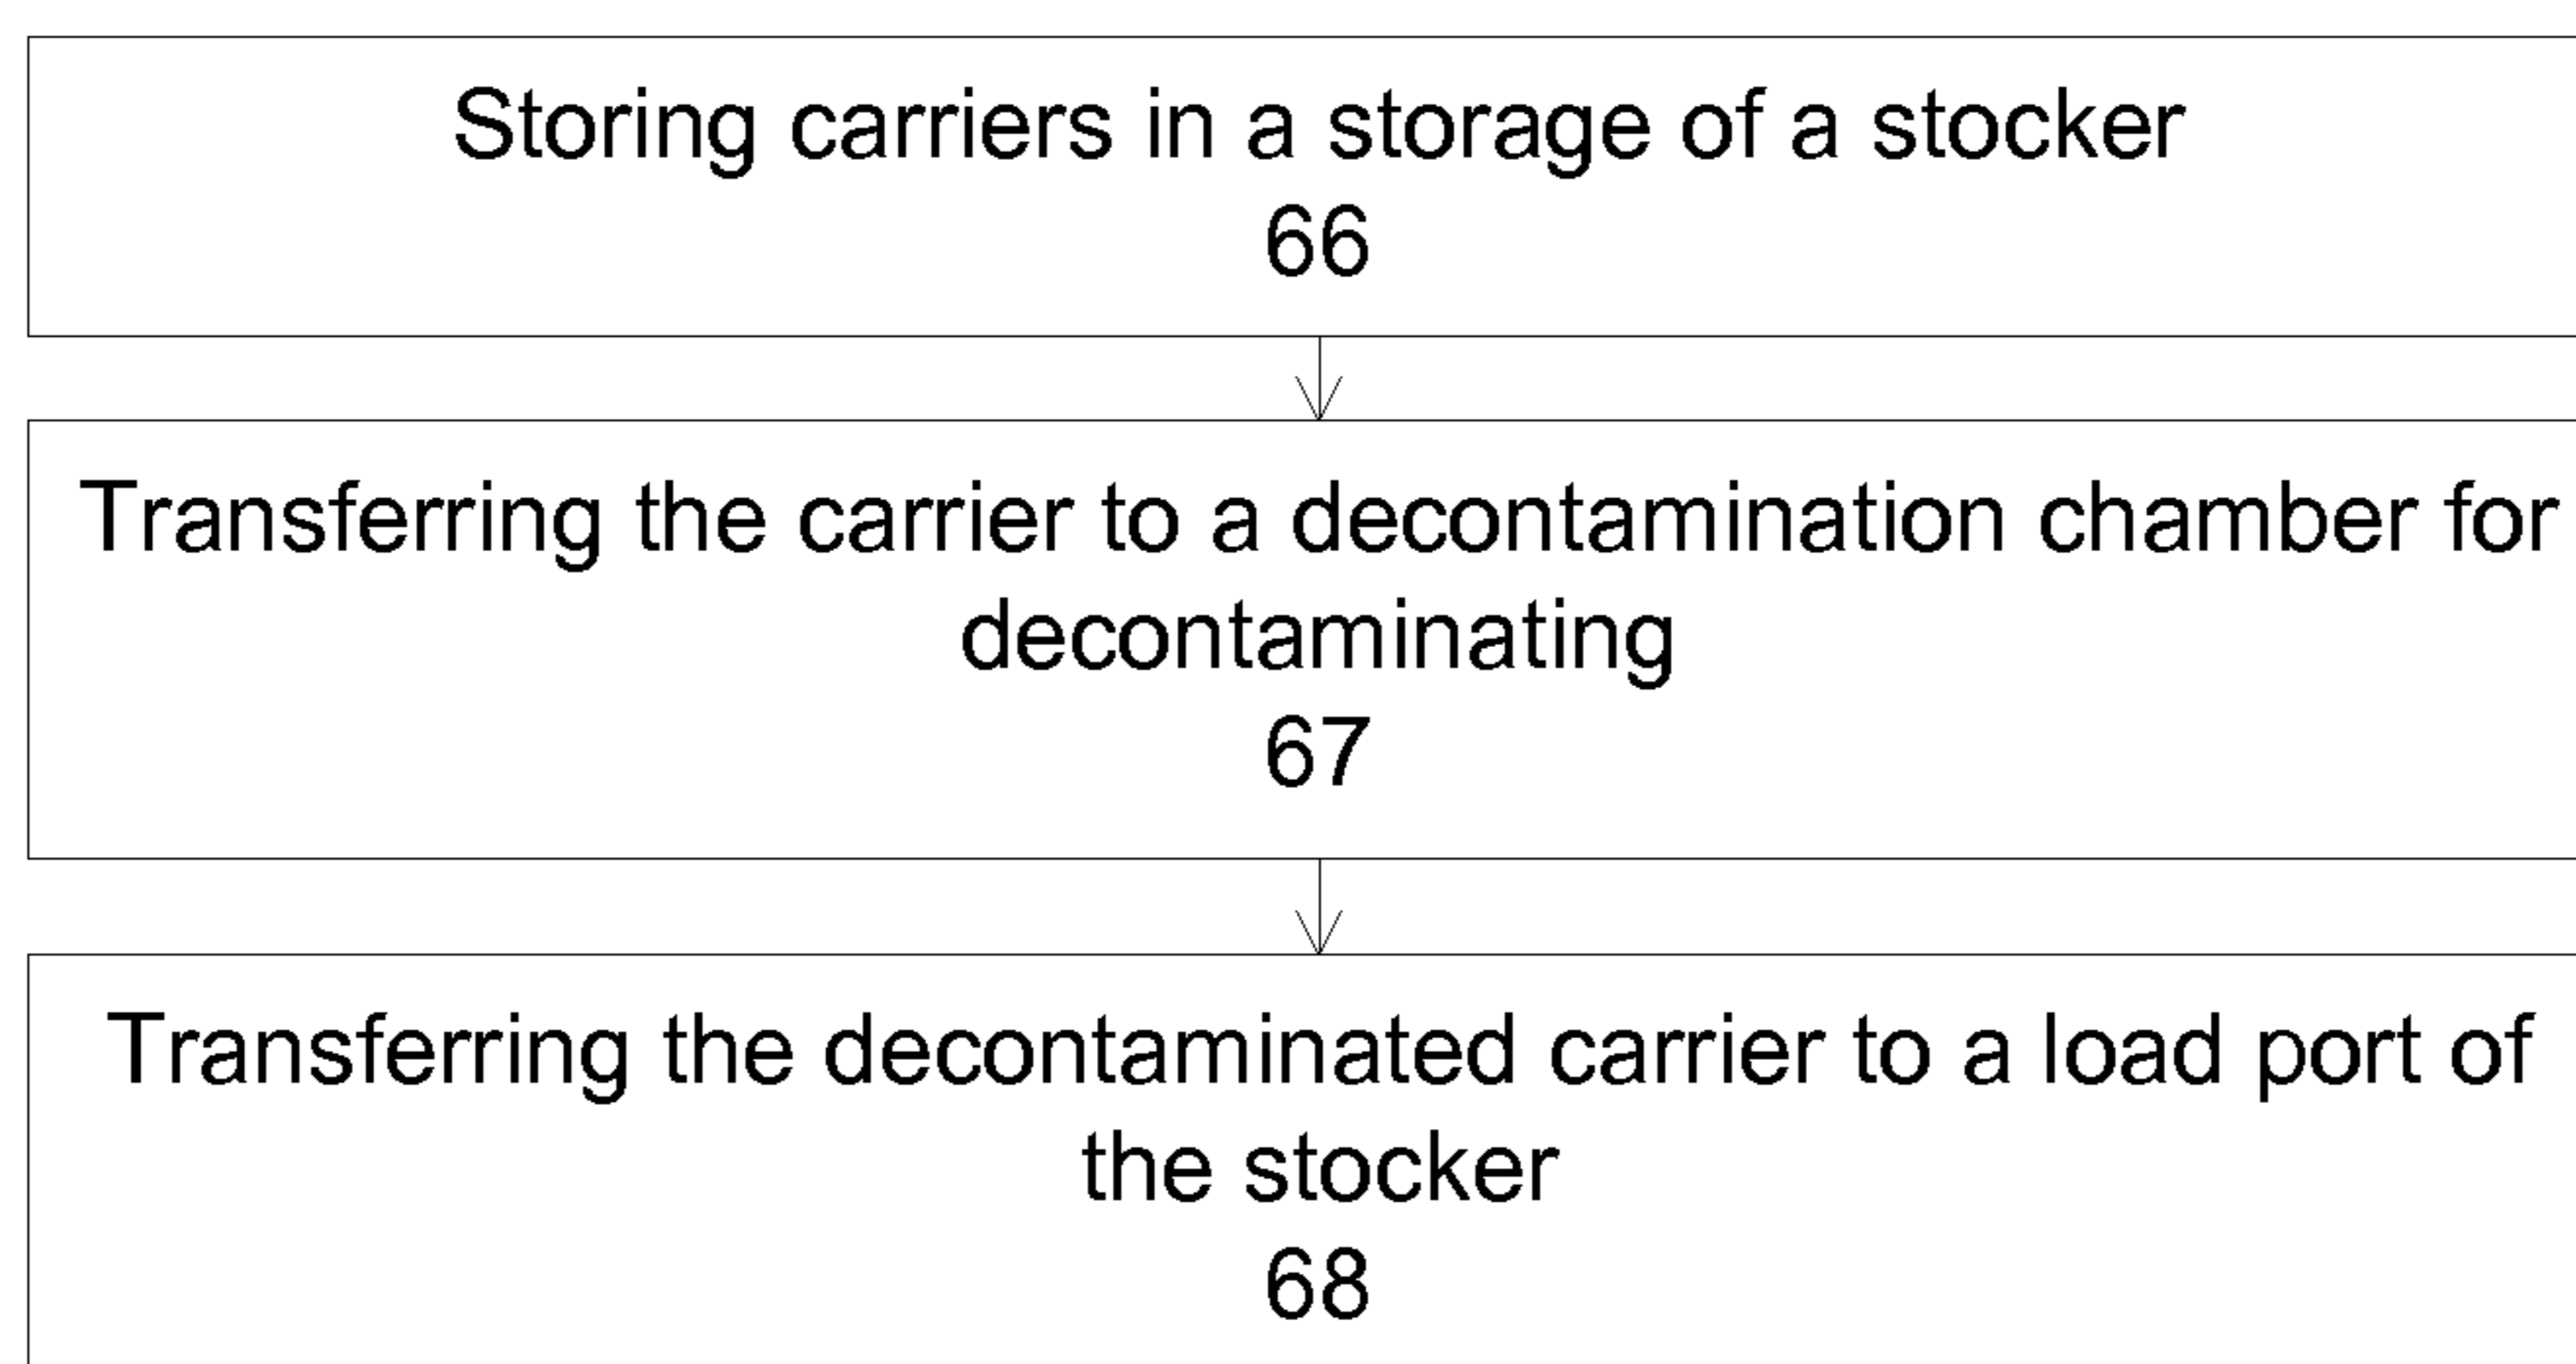 Storing carriers in a storage of a stocker
66
Transferring the carrier to a decontamination chamber for
decontaminating
67
Transferring the decontaminated carrier to a load port of
the stocker
68